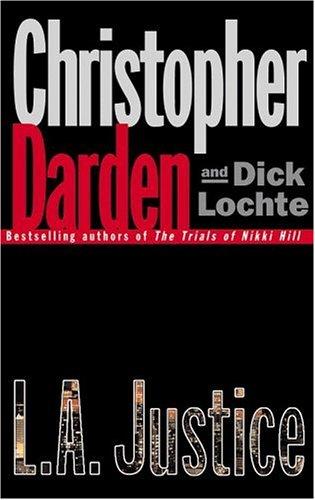 Christopher
Darden
and Dick
Lochte
Bestselling authors of The Trials of Nikki Hill
L.A. Justice